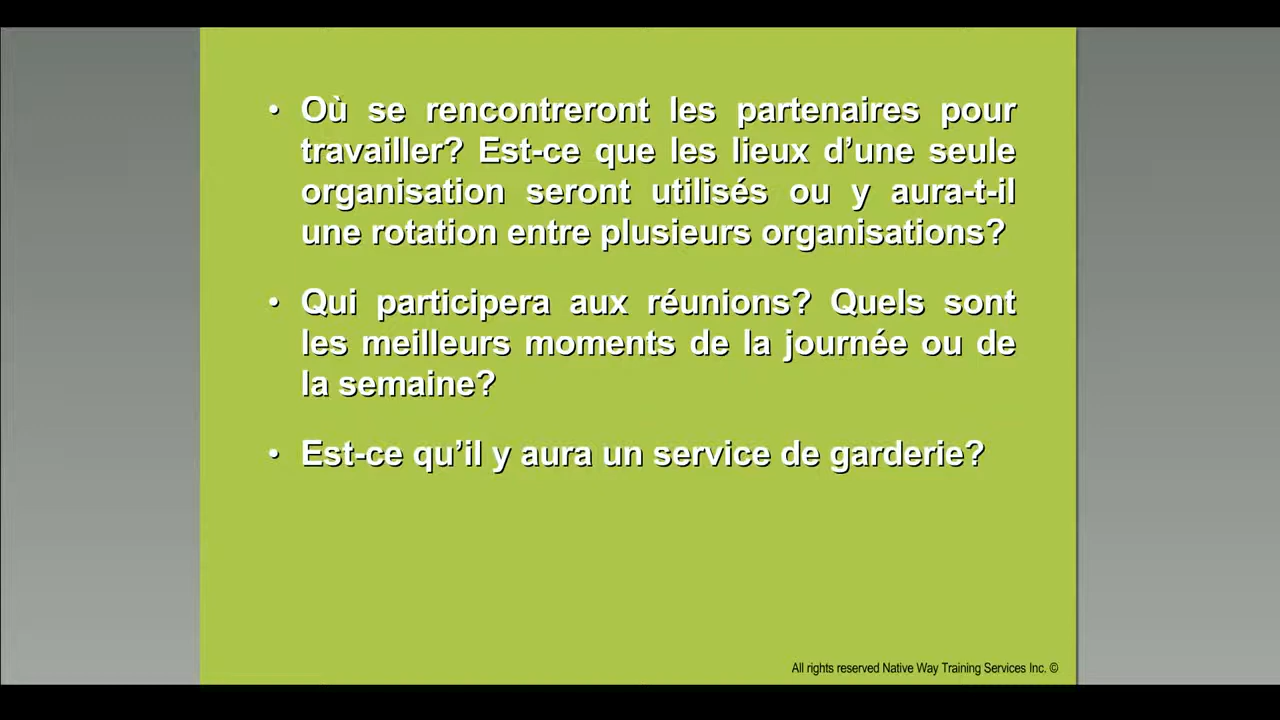 • Où se rencontreront les partenaires pour
travailler? Est-ce que les lieux d’une seule
organisation seront utilisés ou y aura-t-il
une rotation entre plusieurs organisations?
• Qui participera aux réunions? Quels sont
les meilleurs moments de la journée ou de
la semaine?
• Est-ce qu’il y aura un service de garderie?
All rights reserved Native Way Training Services Inc. ©